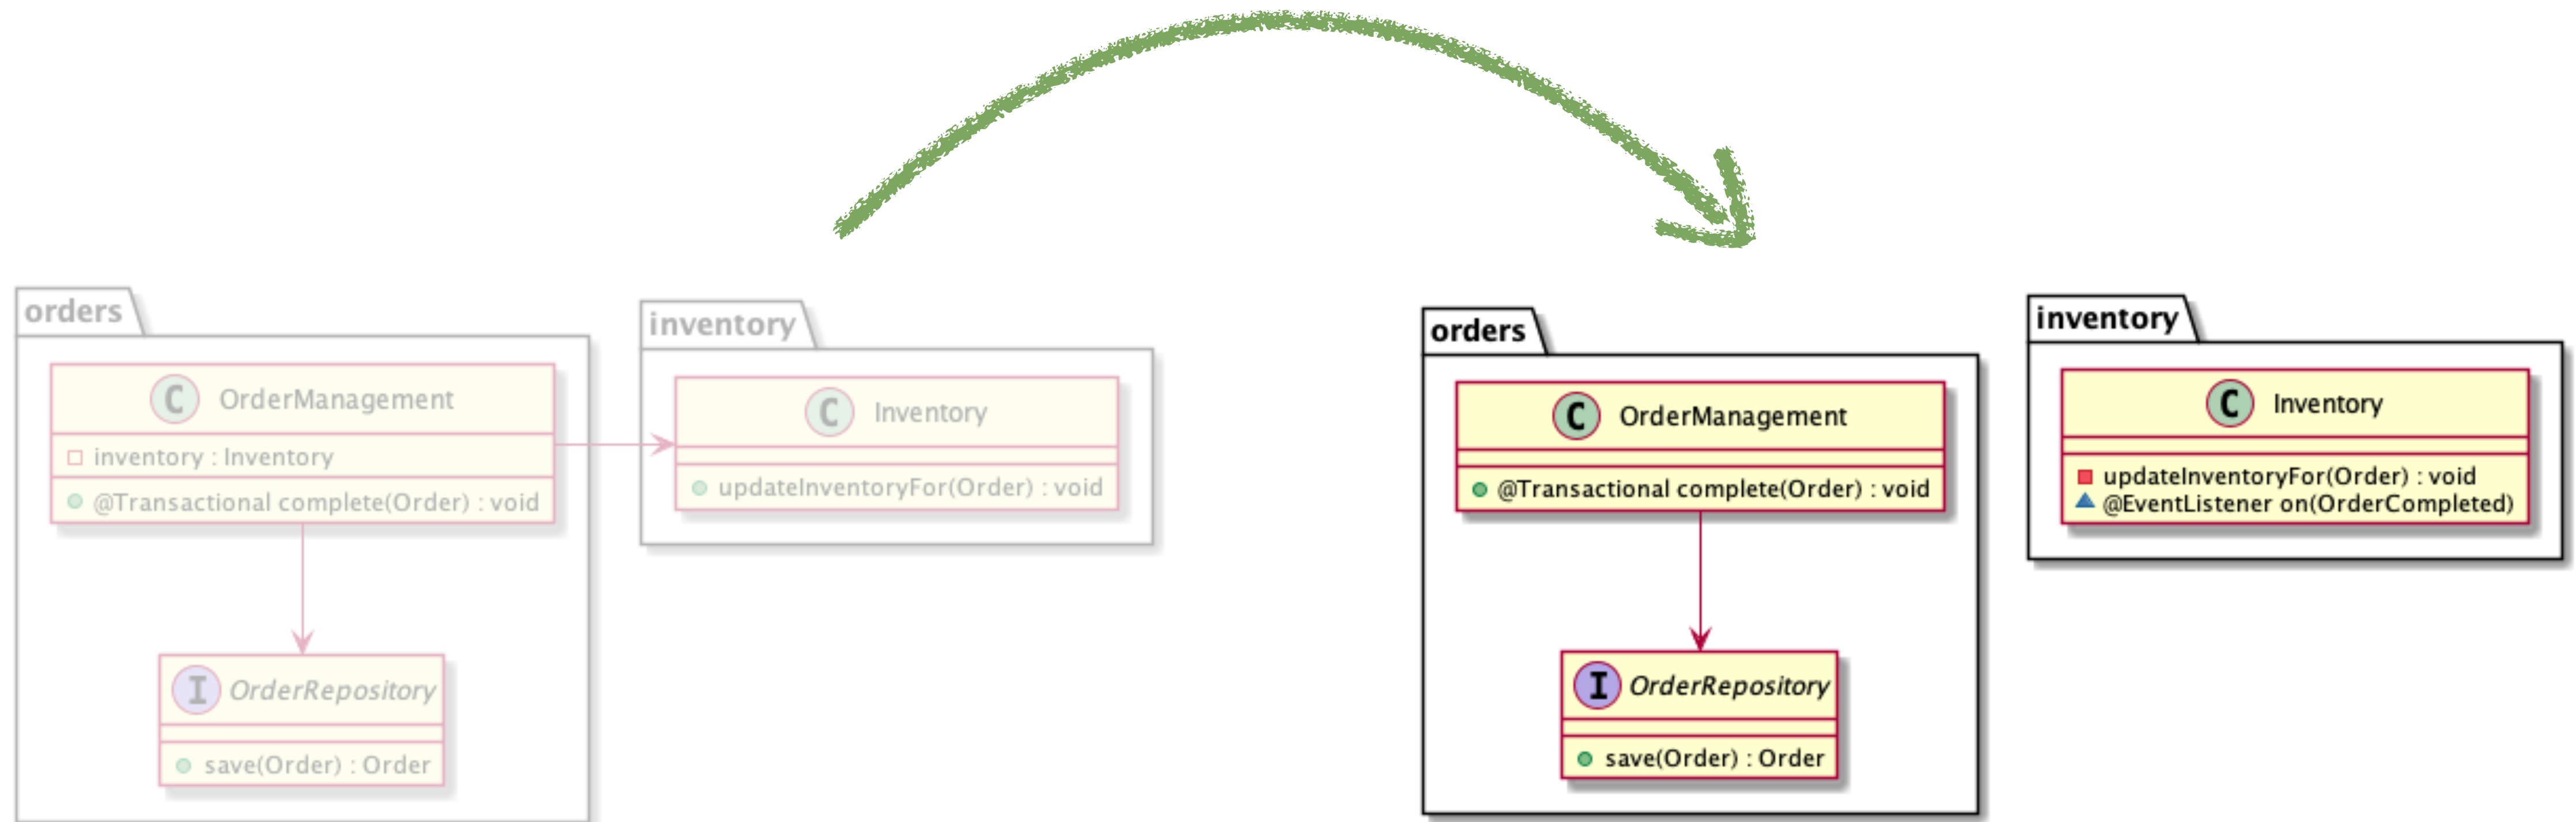 orders
C OrderManagement
inventory : Inventory
@Transactional complete(Order) : void
I OrderRepository
save(Order) : Order
inventory
C Inventory
updateInventoryFor(Order) : void
orders
C OrderManagement
@Transactional complete(Order) : void
I OrderRepository
save(Order) : Order
inventory
C Inventory
updateInventoryFor(Order) : void
@EventListener on(OrderCompleted)